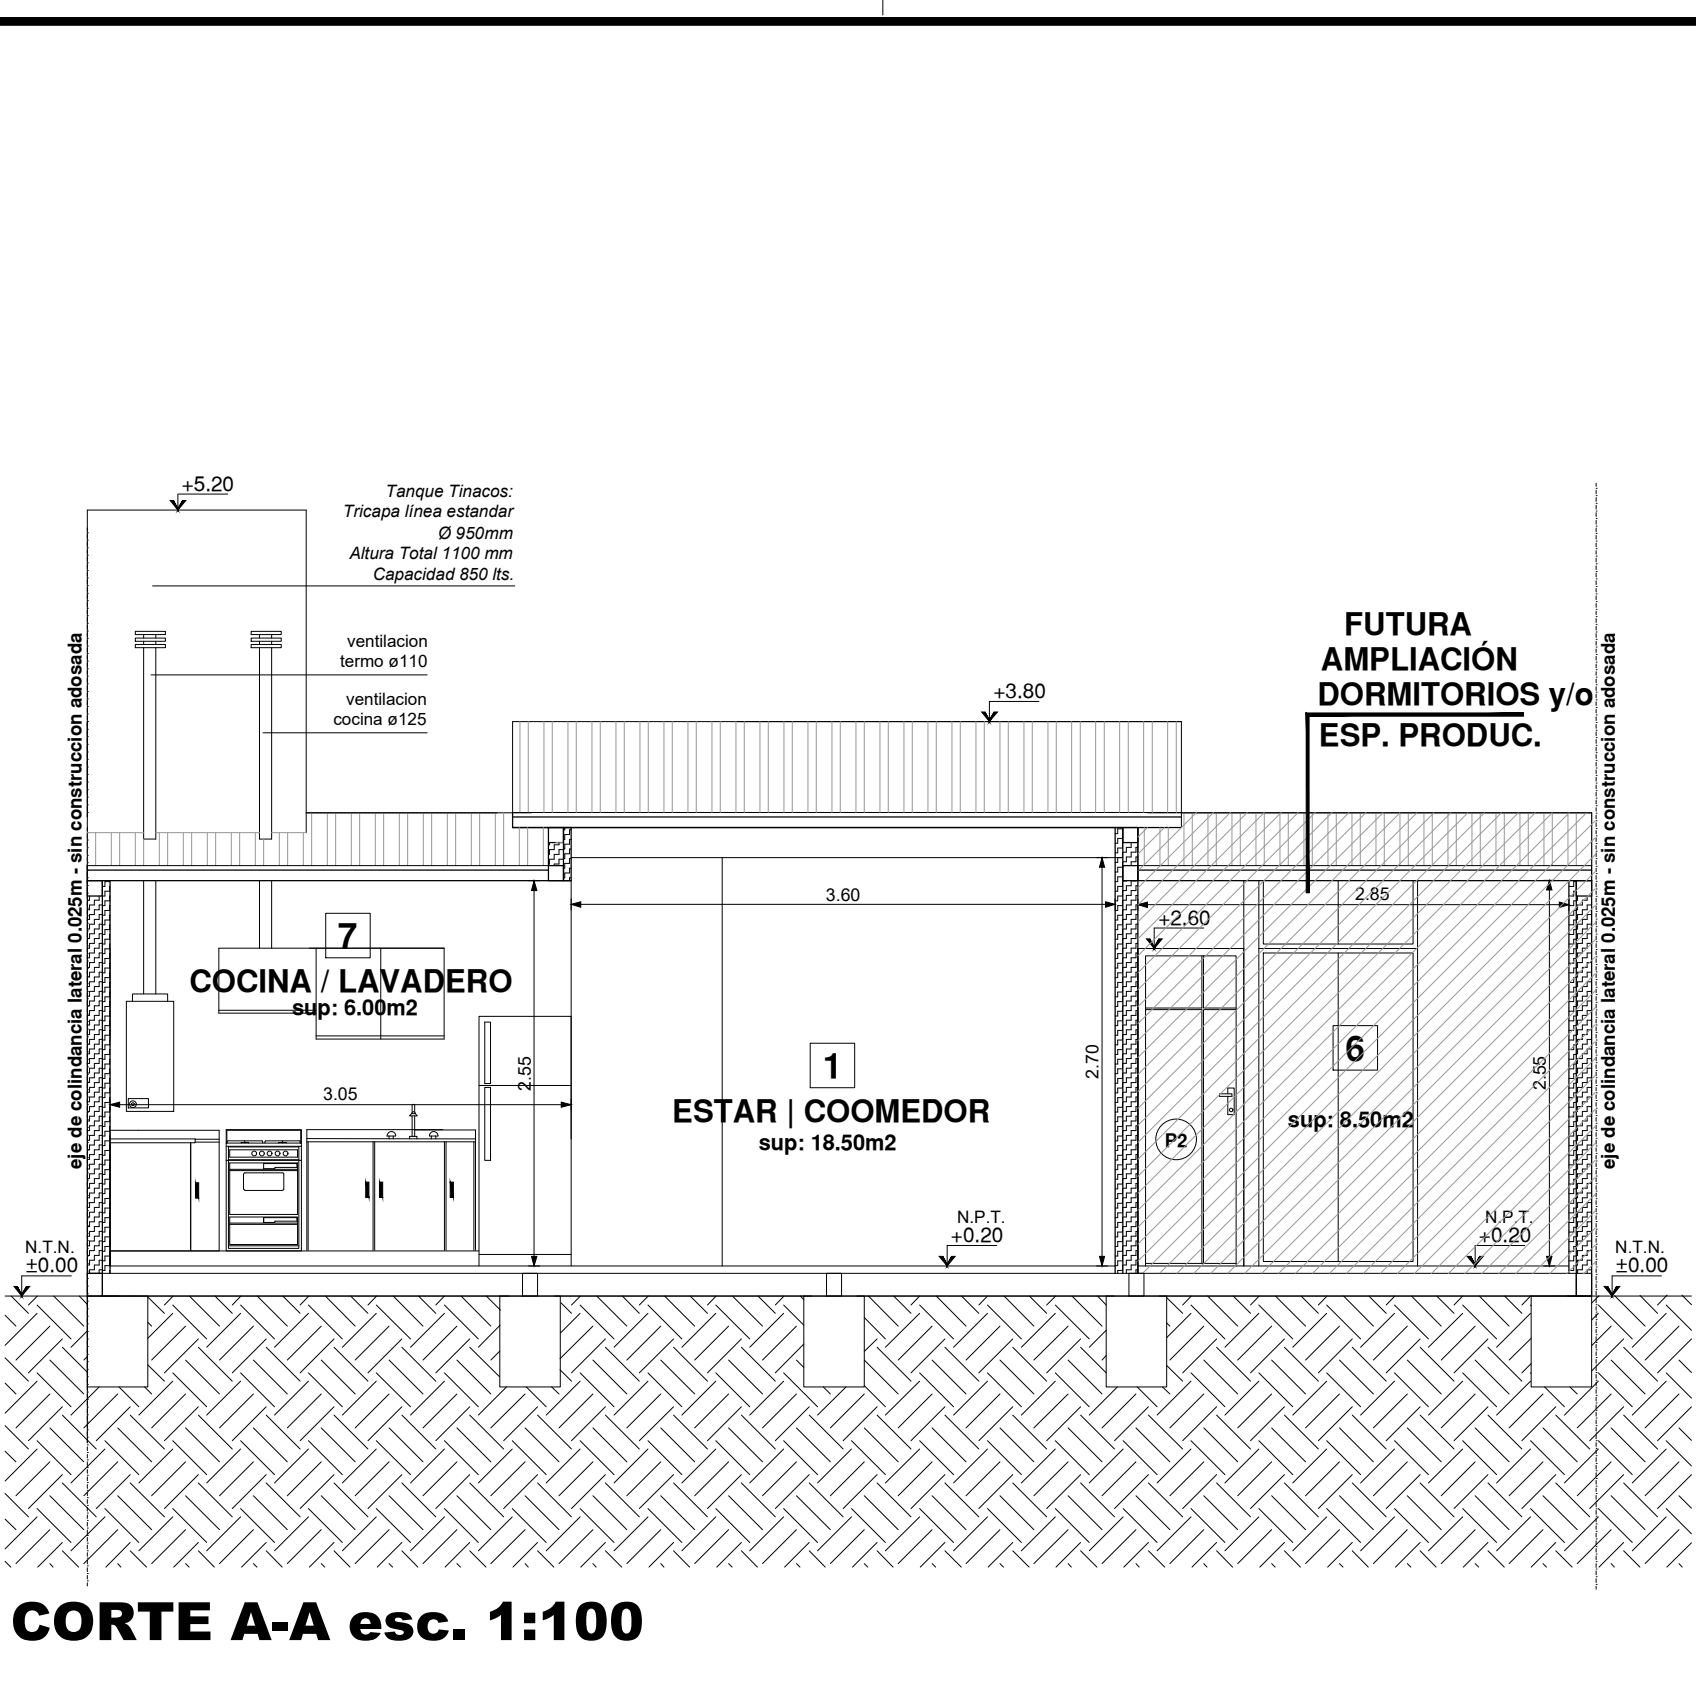 +5.20
Tanque Tinacos:
Tricapa línea estandar
Ø 950mm
Altura Total 1100 mm
Capacidad 850 lts.
ventilacion
termo ø110
ventilacion
cocina ø125
+3.80
FUTURA
AMPLIACIÓN
DORMITORIOS y/o
ESP. PRODUC.
eje de colindancia lateral 0.025m - sin construccion adosada
eje de colindancia lateral 0.025m - sin construccion adosada
3.60
2.85
+2.60
7
COCINA / LAVADERO
sup: 6.00m2
2.55
3.05
1
ESTAR | COOMEDOR
sup: 18.50m2
2.70
6
sup: 8.50m2
2.55
P2
N.P.T.
+0.20
N.P.T.
+0.20
N.T.N.
±0.00
N.T.N.
±0.00
CORTE A-A esc. 1:100